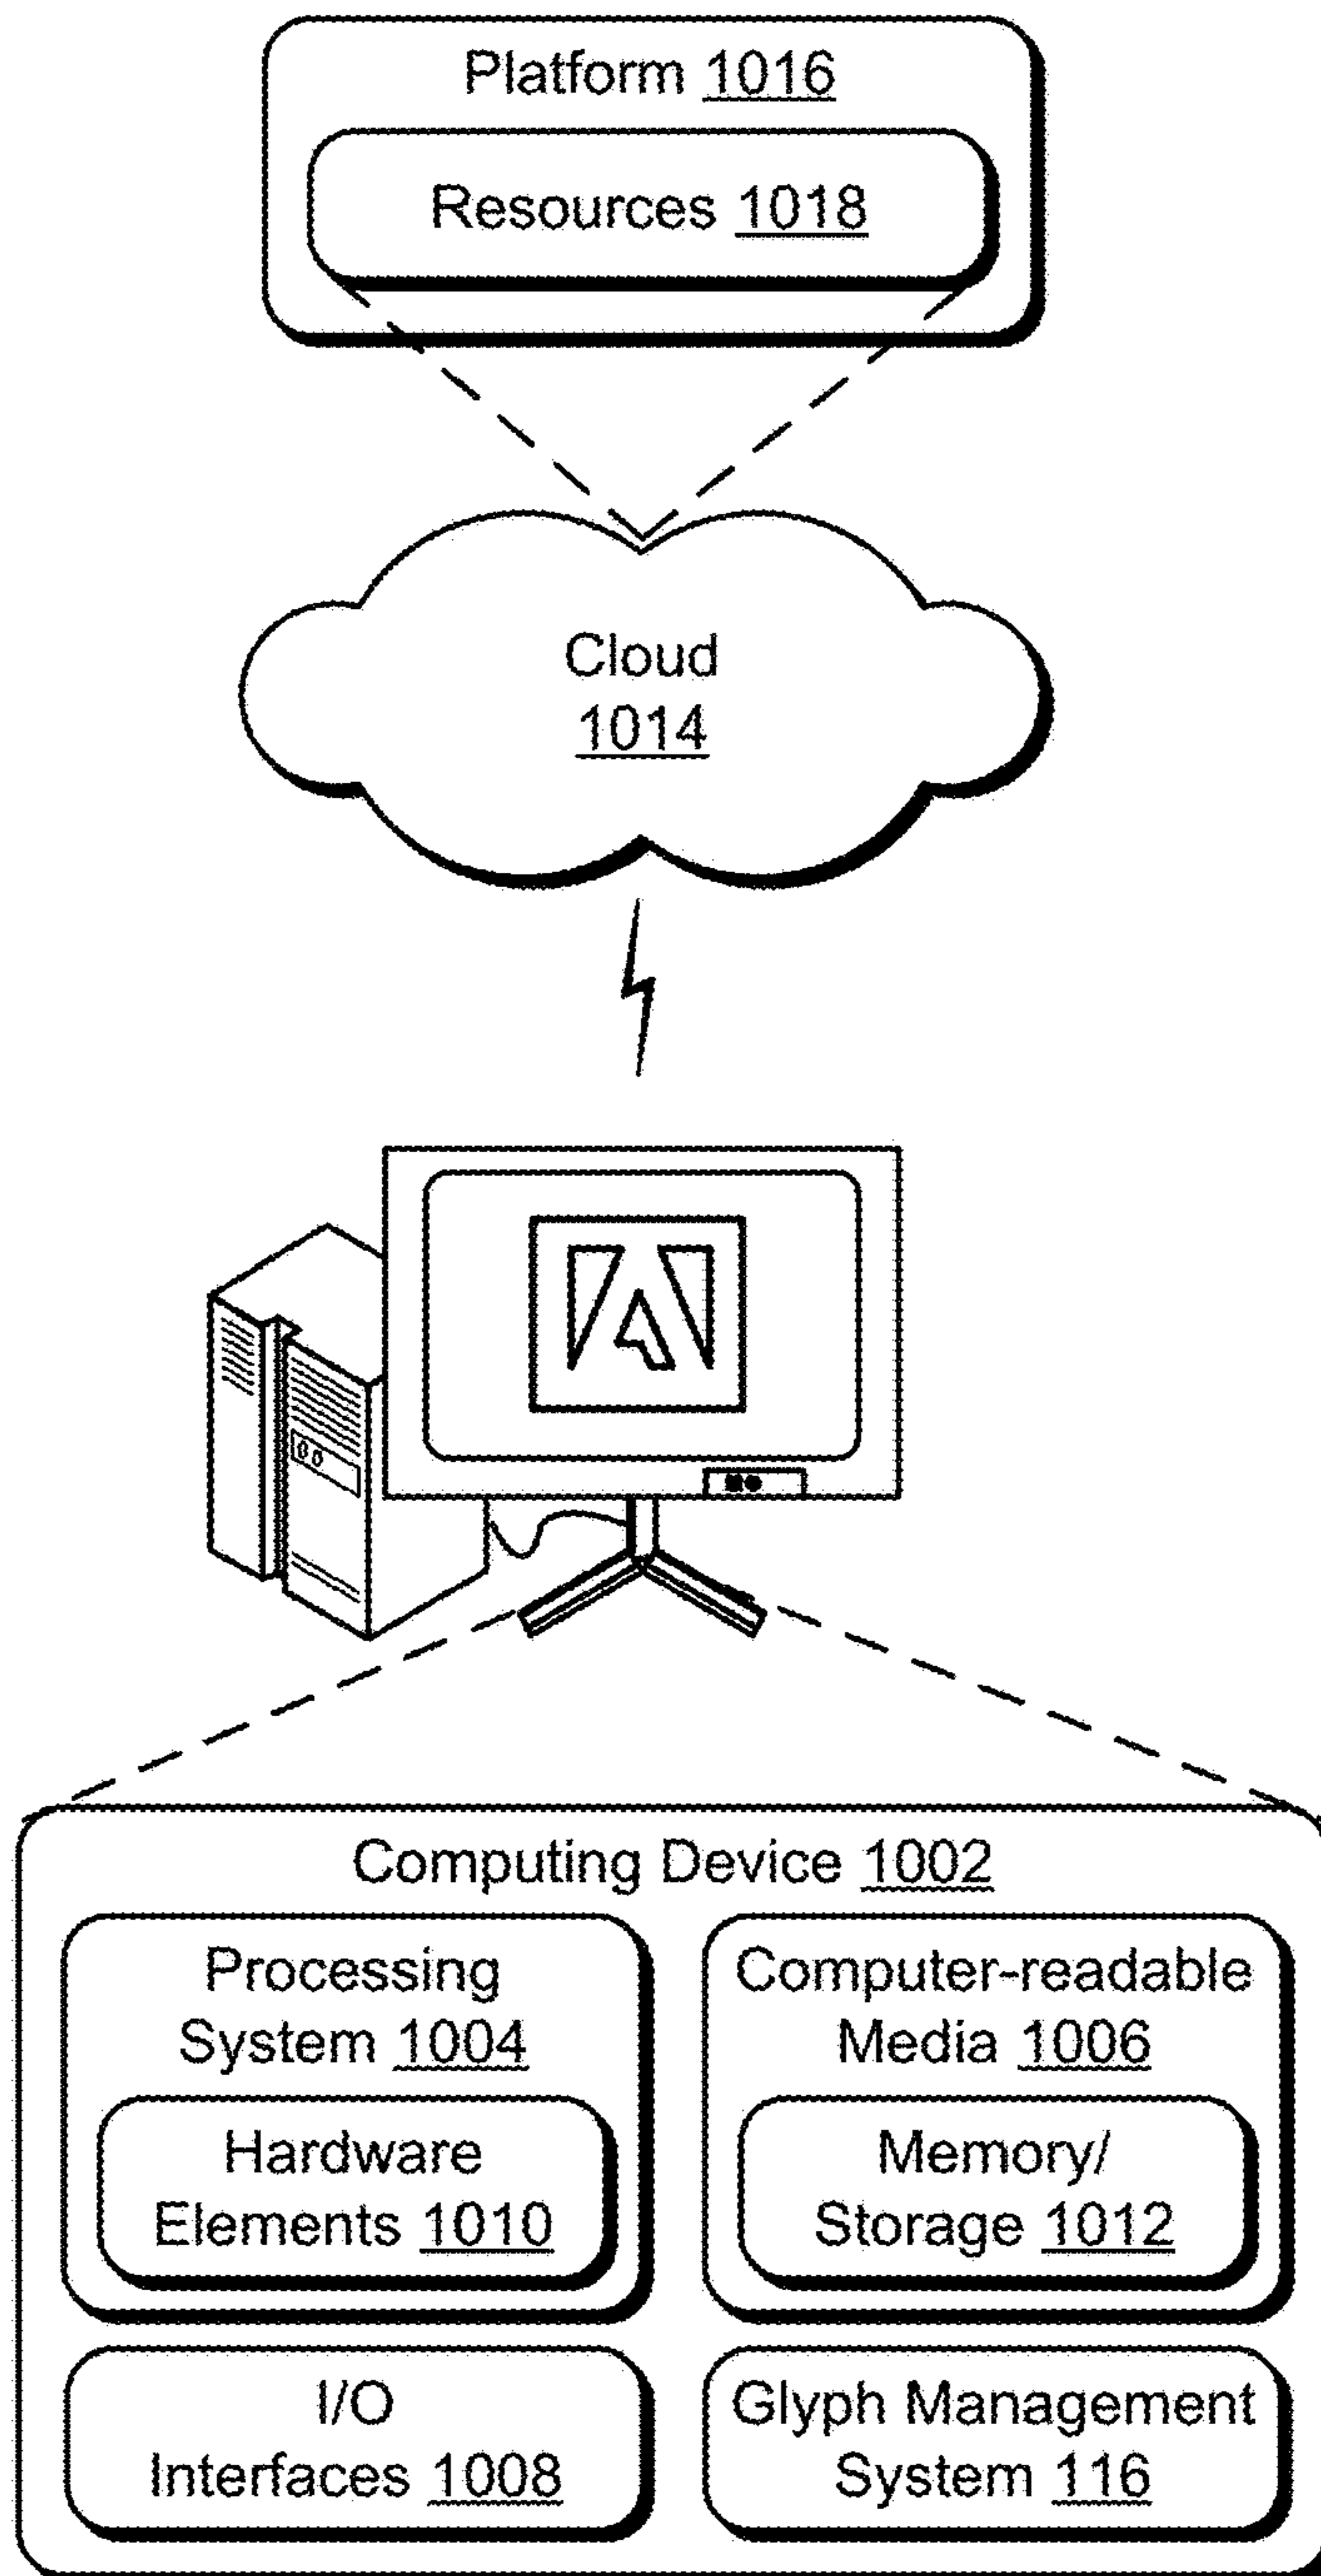 Platform 1016
Resources 1018
Cloud
1014
Computing Device 1002
Processing
System 1004
Hardware
Elements 1010
Computer-readable
Media 1006
Memory/
Storage 1012
I/O
Interfaces 1008
Glyph Management
System 116